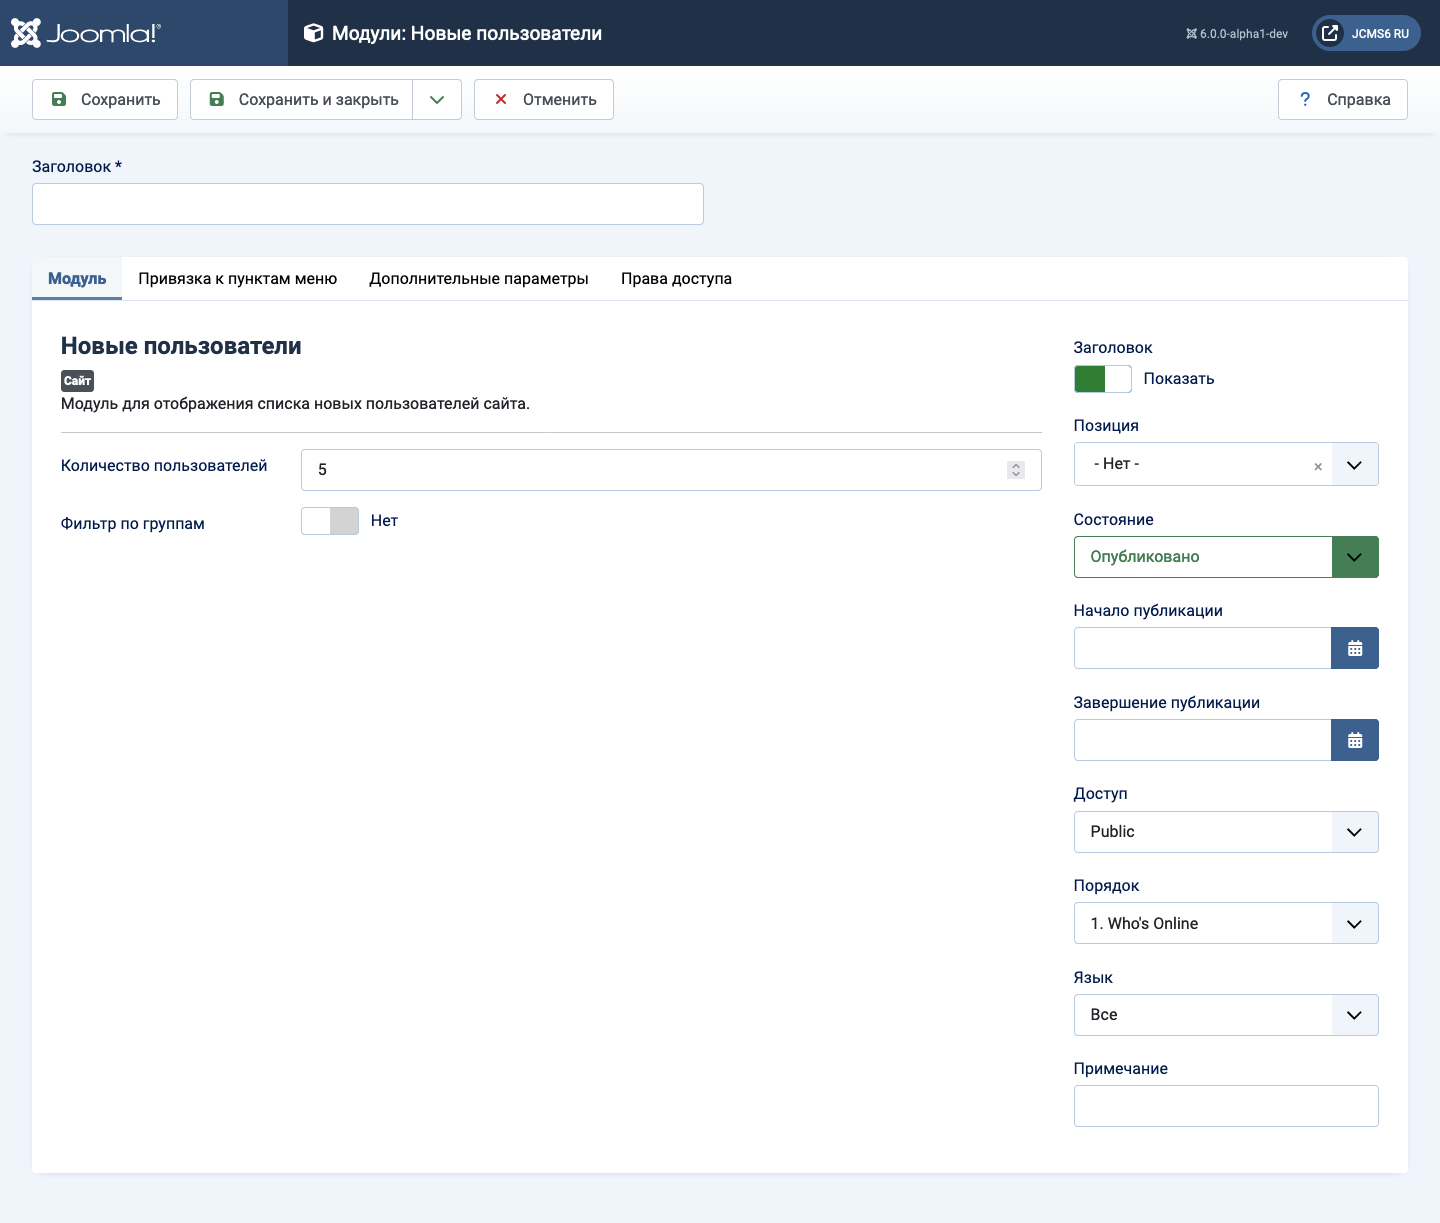 Joomla!®
Модули: Новые пользователи
6.0.0-alpha1-dev
JCMS6 RU
Сохранить
Сохранить и закрыть
Отменить
? Справка
Заголовок *
Модуль
Привязка к пунктам меню
Дополнительные параметры
Права доступа
Новые пользователи
Сайт
Модуль для отображения списка новых пользователей сайта.
Количество пользователей
5
Фильтр по группам
Нет
Заголовок
Показать
Позиция
- Нет -
Состояние
Опубликовано
Начало публикации
Завершение публикации
Доступ
Public
Порядок
1. Who's Online
Язык
Все
Примечание